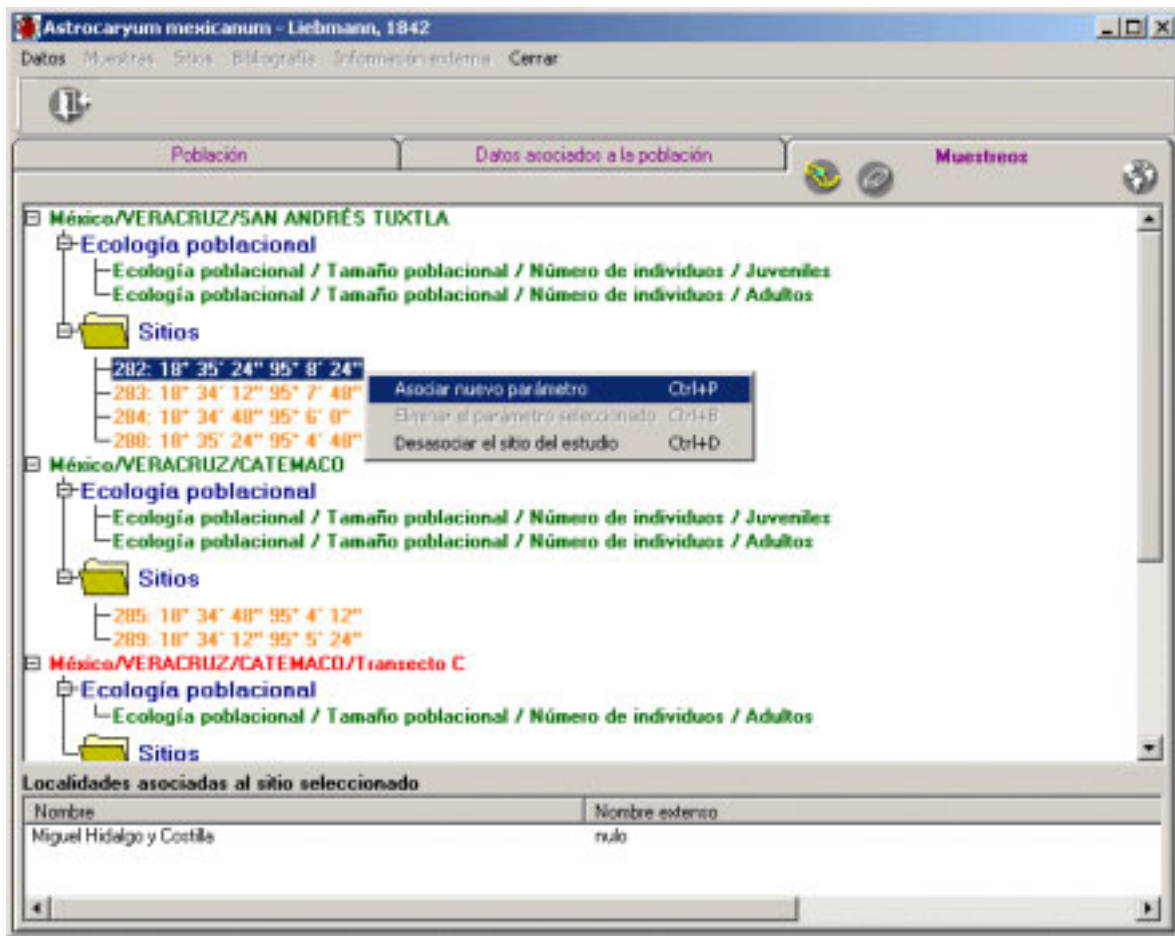 Astrocaryum mexicanum - Liebmann, 1842
Datos Muestras Sitios Bibliografía Información externa Cerrar
Población Datos asociados a la población Muestreos
México/VERACRUZ/SAN ANDRÉS TUXTLA
Ecología poblacional
Ecología poblacional / Tamaño poblacional / Número de individuos / Juveniles
Ecología poblacional / Tamaño poblacional / Número de individuos / Adultos
Sitios
282: 18° 35' 24" 95° 8' 24"
283: 18° 34' 12" 95° 7' 48"
Asociar nuevo parámetro Ctrl+P
284: 18° 34' 48" 95° 6' 0"
Eliminar el parámetro seleccionado Ctrl+B
288: 18° 35' 24" 95° 4' 48"
Desasociar el sitio del estudio Ctrl+D
México/VERACRUZ/CATEMACO
Ecología poblacional
Ecología poblacional / Tamaño poblacional / Número de individuos / Juveniles
Ecología poblacional / Tamaño poblacional / Número de individuos / Adultos
Sitios
285: 18° 34' 48" 95° 4' 12"
289: 18° 34' 12" 95° 5' 24"
México/VERACRUZ/CATEMACO/Transecto C
Ecología poblacional
Ecología poblacional / Tamaño poblacional / Número de individuos / Adultos
Sitios
Localidades asociadas al sitio seleccionado
Nombre Nombre extenso
Miguel Hidalgo y Costilla nulo